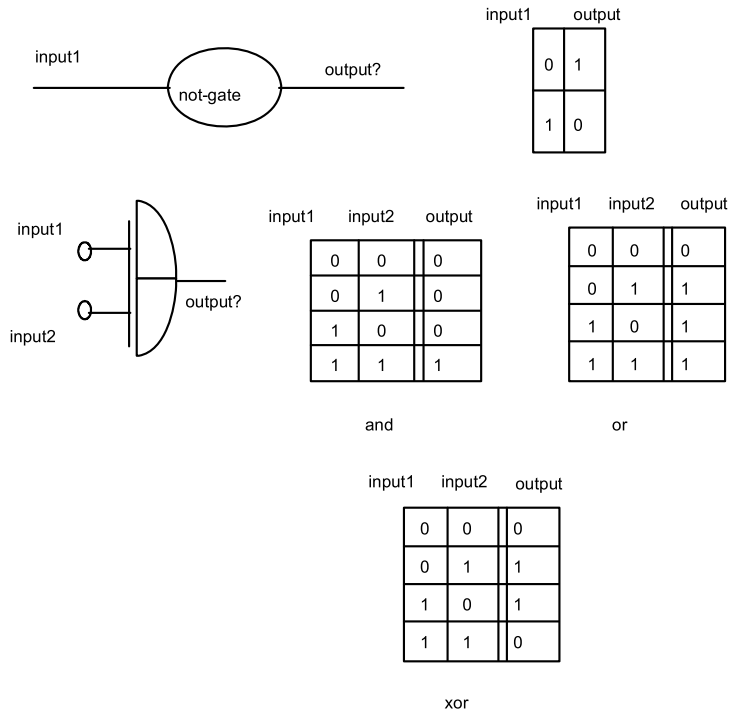 input1 output
input1 output?
not-gate
0 1
1 0
input1
output?
input2
input1 input2 output
0 0 0
0 1 0
1 0 0
1 1 1
and
input1 input2 output
0 0 0
0 1 1
1 0 1
1 1 1
or
input1 input2 output
0 0 0
0 1 1
1 0 1
1 1 0
xor